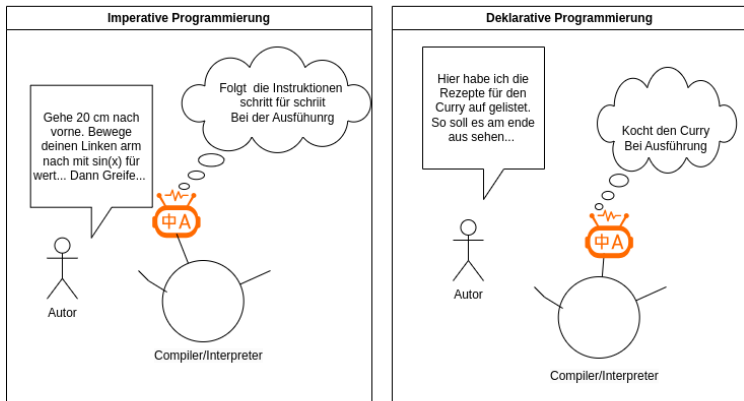 Imperative Programmierung
Gehe 20 cm nach
vorne. Bewege
deinen Linken arm
nach mit sin(x) für
wert... Dann Greife...
Folgt die Instruktionen
schritt für schriit
Bei der Ausfühunrg
中A
Autor
Compiler/Interpreter
Deklarative Programmierung
Hier habe ich die
Rezepte für den
Curry auf gelistet.
So soll es am ende
aus sehen...
Kocht den Curry
Bei Ausführung
中A
Autor
Compiler/Interpreter